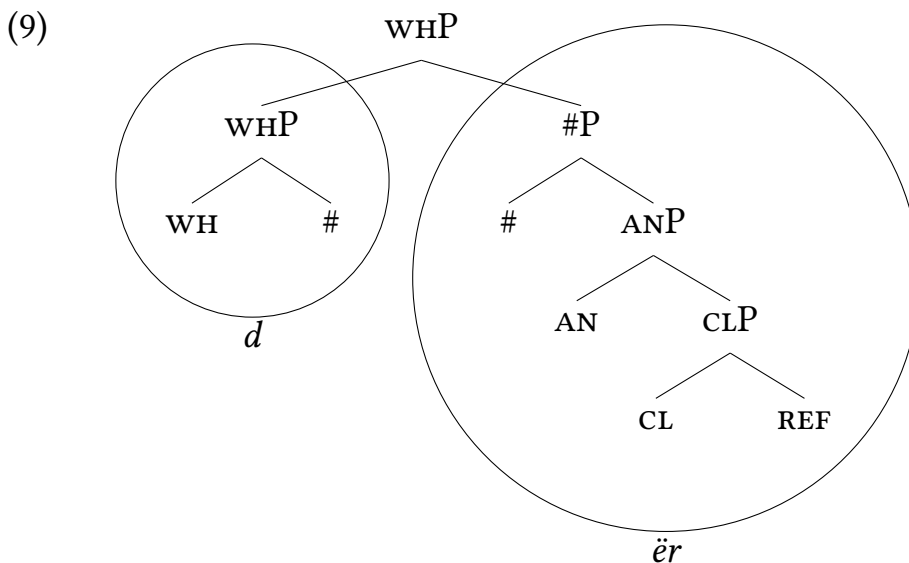 (9)
WHP
WHP #P
WH # # ANP
AN CLP
CL REF
d
ër